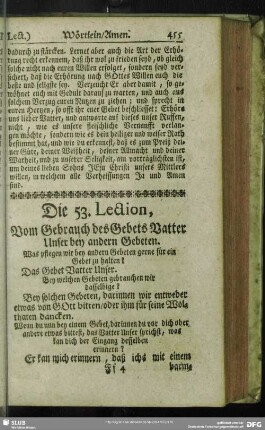 Lect.) Wörtlein/Amen. 455
dadurch zu stärcken. Lernet aber auch die Art der Erhö-
rung recht erkennen, daß ihr wol zu frieden seyd, ob gleich
solche nicht nach euren Willen erfolget, sondern seyd ver-
sichert, daß die Erhörung nach GOttes Willen euch die
beste und seligste sey. Verzeucht Er aber damit, so ge-
wöhnet euch mit Gedult darauf zu warten, und auch aus
solchen Verzug euren Nutzen zu ziehen; und sprecht in
euren Hertzen, so oft ihr euer Gebet beschliesset: Erhöre
uns lieber Vatter, und antworte auf dieses unser Ruffen,
nicht, wie es unsere fleischliche Vernunfft verlan-
gen möchte, sondern wie es dein heiliger und weiser Rath
bestimmet hat, und wie du erkennest, daß es zum Preiß dei-
ner Güte, deiner Weißheit, deiner Allmacht und deiner
Warheit, und zu unserer Seligkeit, am vorträglichsten ist,
um deines lieben Sohns JEsu Christi unsers Mittlers
willen, in welchem alle Verheissungen Ja und Amen
sind.
Die 53. Lection,
Vom Gebrauch des Gebets Vatter
Unser bey andern Gebeten.
Was pflegen wir bey andern Gebeten gerne für ein
Gebet zu halten?
Das Gebet Vatter Unser.
Bey welchen Gebeten gebrauchen wir
dasselbige?
Bey solchen Gebeten, darinnen wir entweder
etwas von GOtt bitten/oder ihm für seine Wol-
thaten dancken.
Wenn du nun bey einem Gebet, darinnen du vor dich oder
andere etwas bittest, das Vatter Unser sprichst, was
kan dich der Eingang desselben
erinnern?
Er kan mich erinnern, daß ichs mit einem
Ff 4 barm-